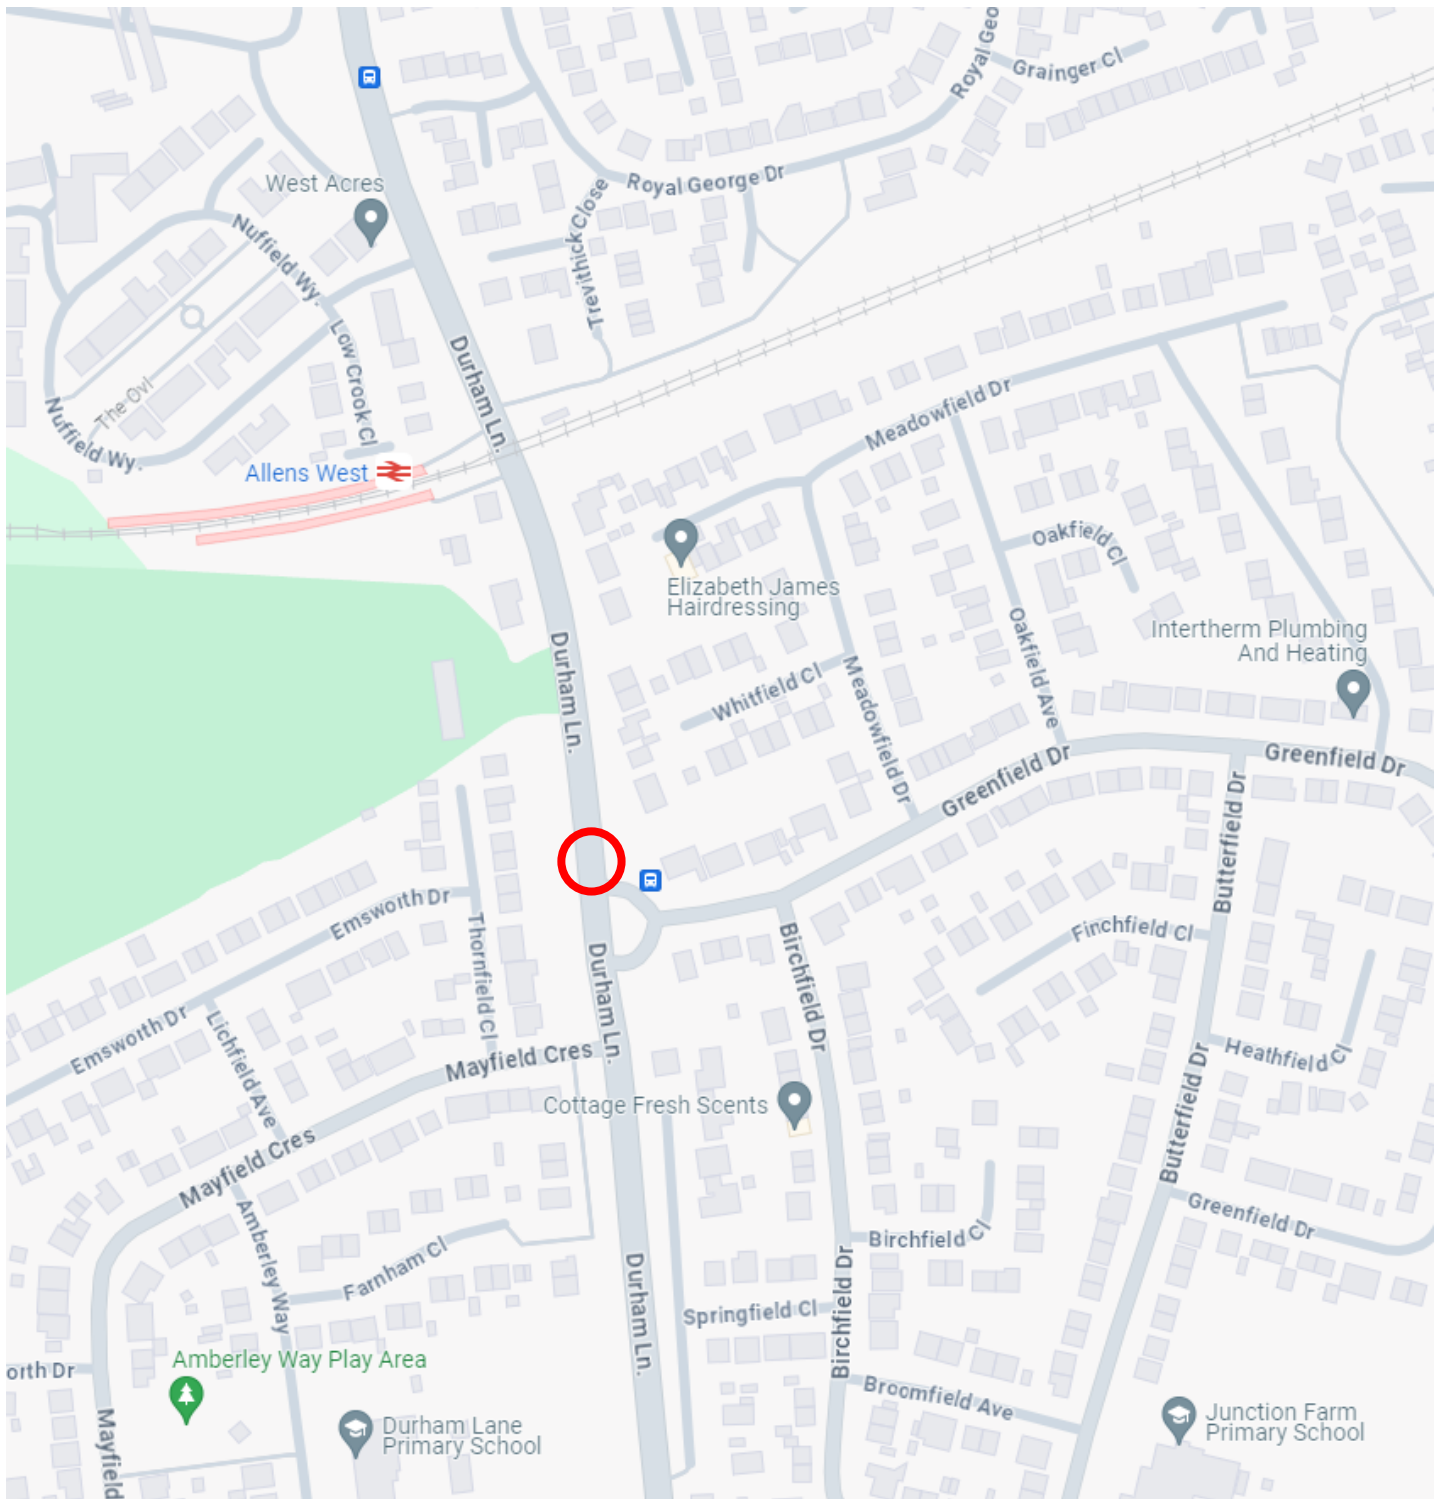 Royal Geo
Grainger Cl
West Acres
Royal George Dr
Trevithick Close
Nuffield Wy.
Low Crook Cl
Durham Ln.
The Ovl
Nuffield Wy.
Allens West
Meadowfield Dr
Elizabeth James
Hairdressing
Oakfield Cl
Intertherm Plumbing
And Heating
Durham Ln.
Whitfield Cl
Meadowfield Dr
Oakfield Ave
Greenfield Dr
Greenfield Dr
Butterfield Dr
Emsworth Dr
Thornfield Cl
Durham Ln.
Birchfield Dr
Finchfield Cl
Emsworth Dr
Lichfield Ave
Mayfield Cres
Heathfield Cl
Cottage Fresh Scents
Butterfield Dr
Mayfield Cres
Amberley Way
Farnham Cl
Birchfield Cl
Greenfield Dr
Durham Ln.
Springfield Cl
Birchfield Dr
orth Dr
Amberley Way Play Area
Broomfield Ave
Mayfield
Durham Lane
Primary School
Junction Farm
Primary School